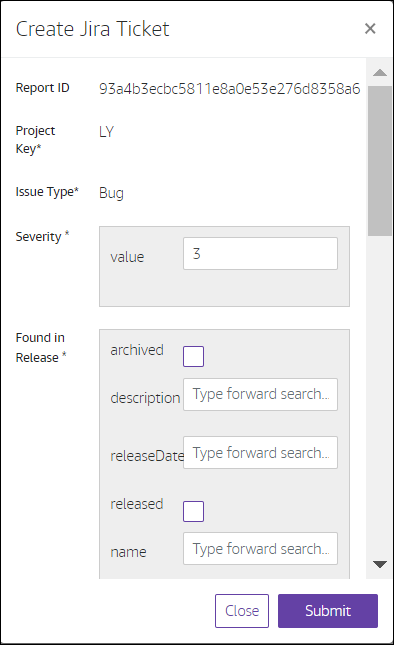 Create Jira Ticket ×
Report ID 93a4b3ecbc5811e8a0e53e276d8358a6
Project
Key*
LY
Issue Type* Bug
Severity *
value 3
Found in
Release *
archived
description Type forward search...
releaseDate Type forward search...
released
name Type forward search...
Close Submit